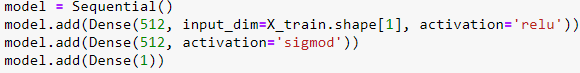 model = Sequential()
model.add(Dense(512, input_dim=X_train.shape[1], activation='relu'))
model.add(Dense(512, activation='sigmod'))
model.add(Dense(1))